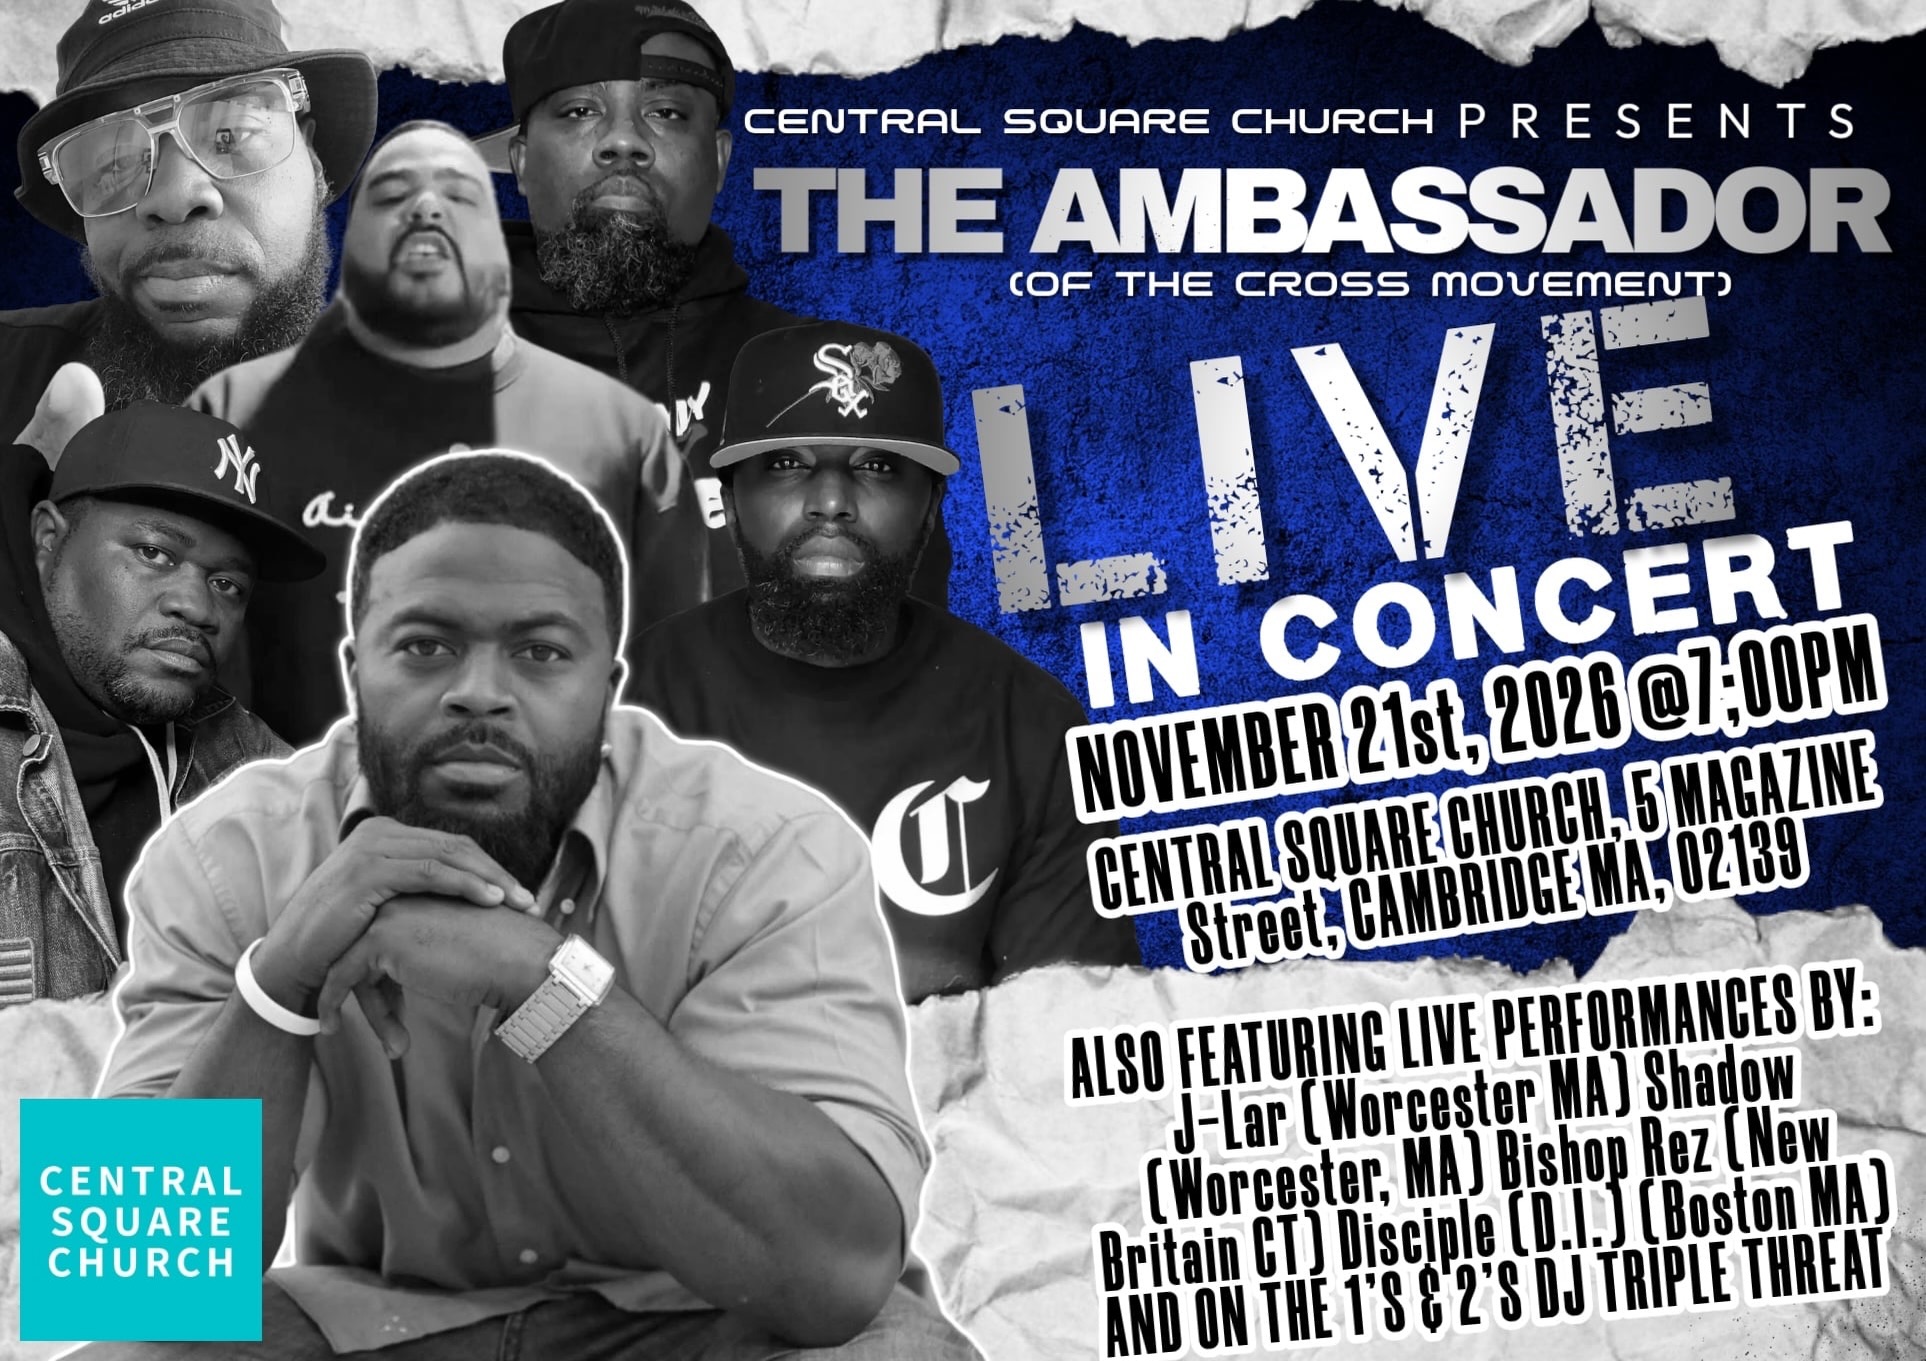 adidas
CENTRAL SQUARE CHURCH PRESENTS
THE AMBASSADOR
(OF THE CROSS MOVEMENT)
LIVE
IN CONCERT
NOVEMBER 21st, 2026 @7;00PM
CENTRAL SQUARE CHURCH, 5 MAGAZINE
Street, CAMBRIDGE MA, 02139
ALSO FEATURING LIVE PERFORMANCES BY:
J-Lar (Worcester MA) Shadow
(Worcester, MA) Bishop Rez (New
Britain CT) Disciple (D.I.) (Boston MA)
AND ON THE 1'S & 2'S DJ TRIPLE THREAT
NY
Sox
C
CENTRAL
SQUARE
CHURCH